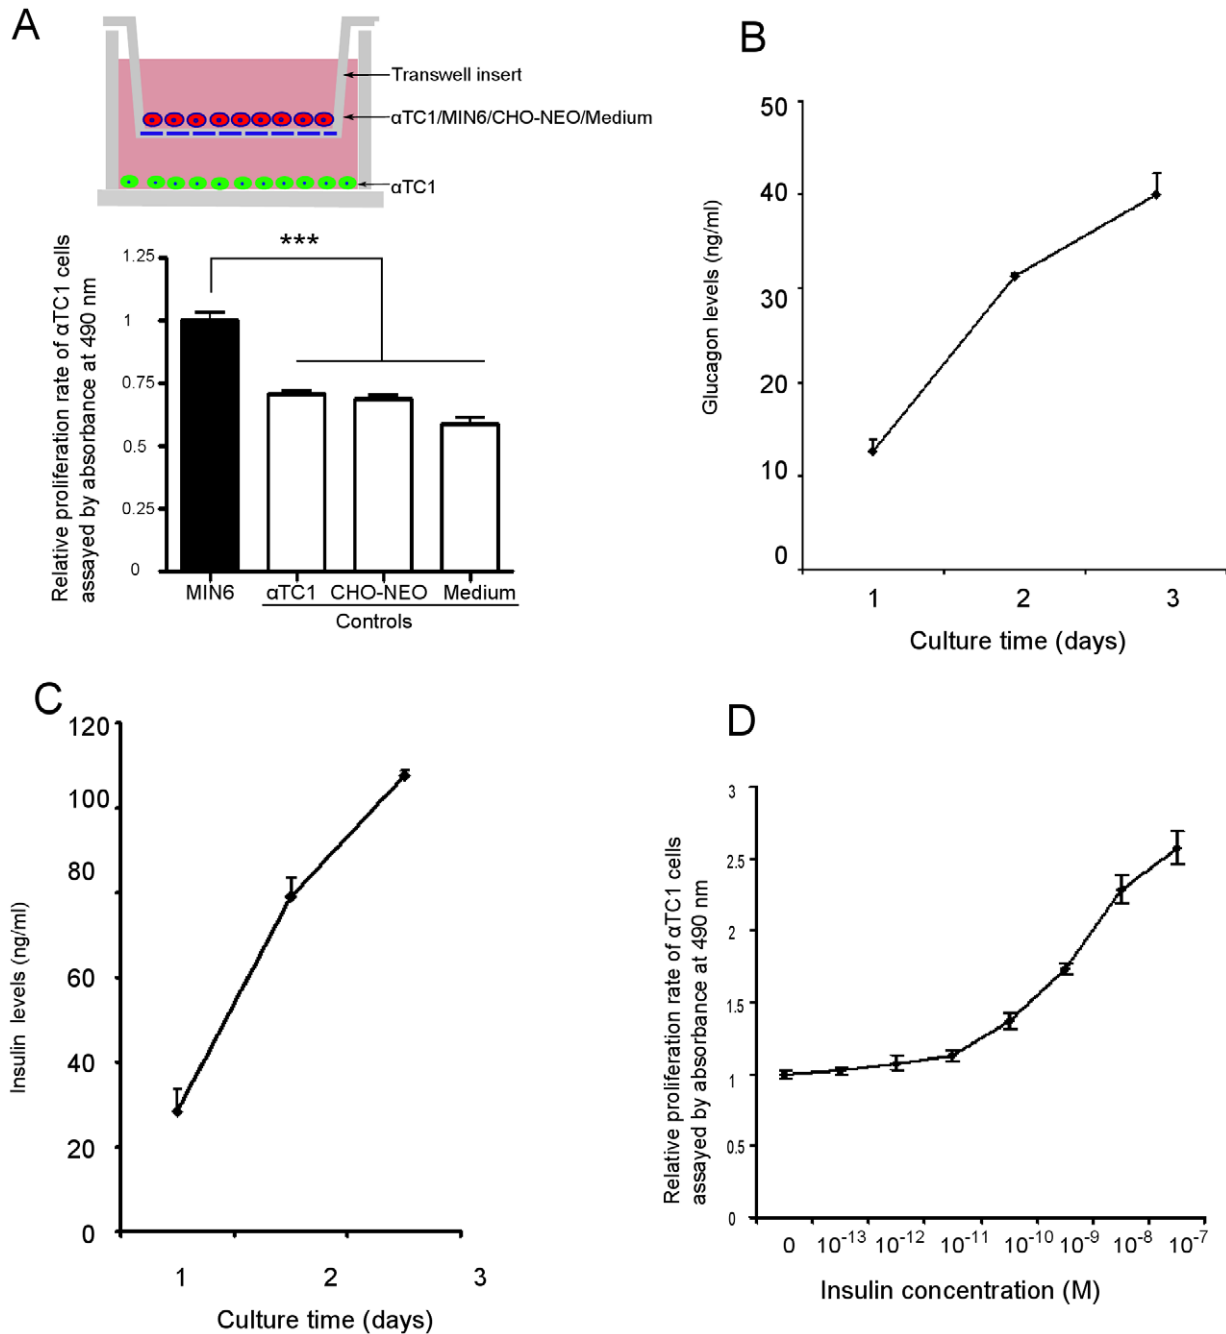 A
Transwell insert
αTC1/MIN6/CHO-NEO/Medium
αTC1
Relative proliferation rate of αTC1 cells
assayed by absorbance at 490 nm
***
1.25
1
0.75
0.5
0.25
0
MIN6 αTC1 CHO-NEO Medium
Controls
B
Glucagon levels (ng/ml)
50
40
30
20
10
0
1 2 3
Culture time (days)
C
Insulin levels (ng/ml)
120
100
80
60
40
20
0
1 2 3
Culture time (days)
D
Relative proliferation rate of αTC1 cells
assayed by absorbance at 490 nm
3
2.5
2
1.5
1
0.5
0
0 10⁻¹³ 10⁻¹² 10⁻¹¹ 10⁻¹⁰ 10⁻⁹ 10⁻⁸ 10⁻⁷
Insulin concentration (M)